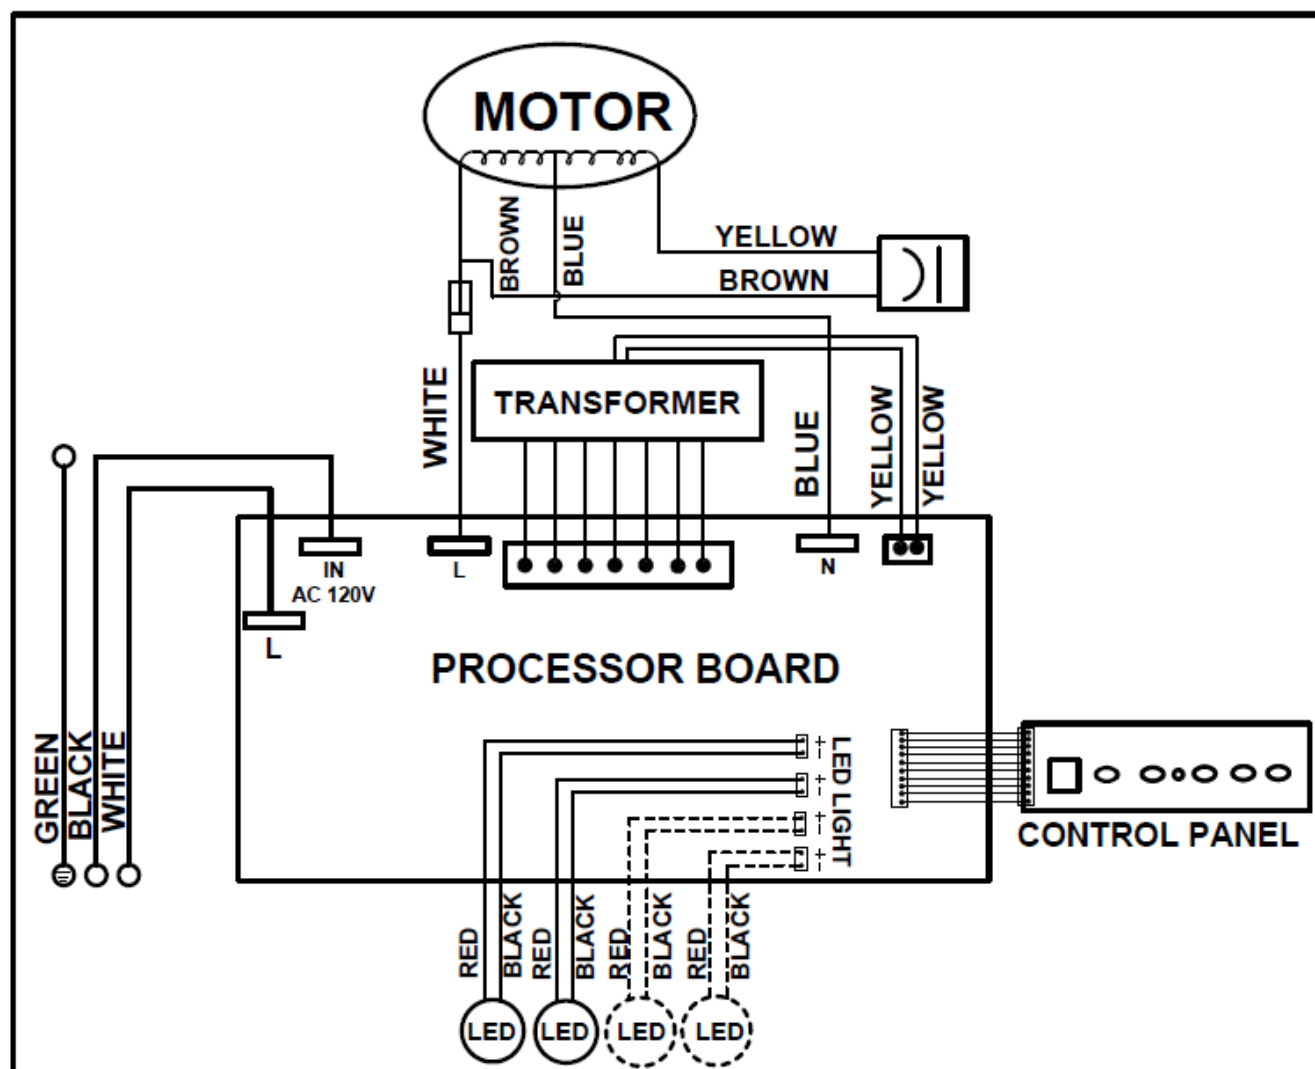 MOTOR
BROWN
BLUE
YELLOW
BROWN
WHITE
TRANSFORMER
BLUE
YELLOW
YELLOW
IN
AC 120V
L
L
N
PROCESSOR BOARD
GREEN
BLACK
WHITE
+
-
+
-
+
-
+
-
LED LIGHT
CONTROL PANEL
RED
BLACK
RED
BLACK
RED
BLACK
RED
BLACK
LED
LED
LED
LED